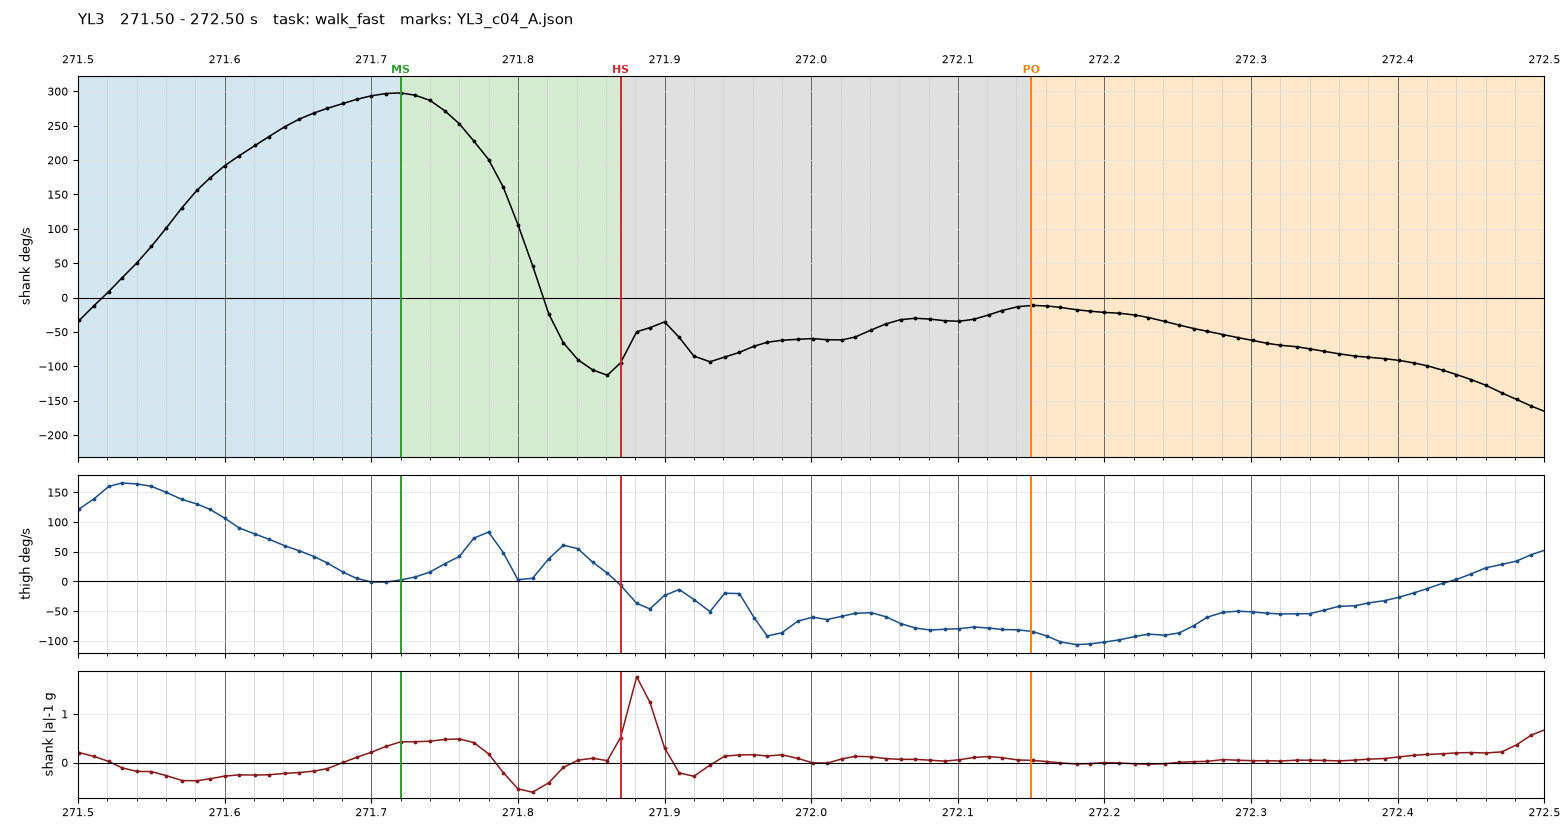 YL3   271.50 - 272.50 s   task: walk_fast   marks: YL3_c04_A.json
271.5 271.6 271.7 271.8 271.9 272.0 272.1 272.2 272.3 272.4 272.5
MS HS PO
shank deg/s
300
250
200
150
100
50
0
−50
−100
−150
−200
thigh deg/s
150
100
50
0
−50
−100
shank |a|-1 g
1
0
271.5 271.6 271.7 271.8 271.9 272.0 272.1 272.2 272.3 272.4 272.5